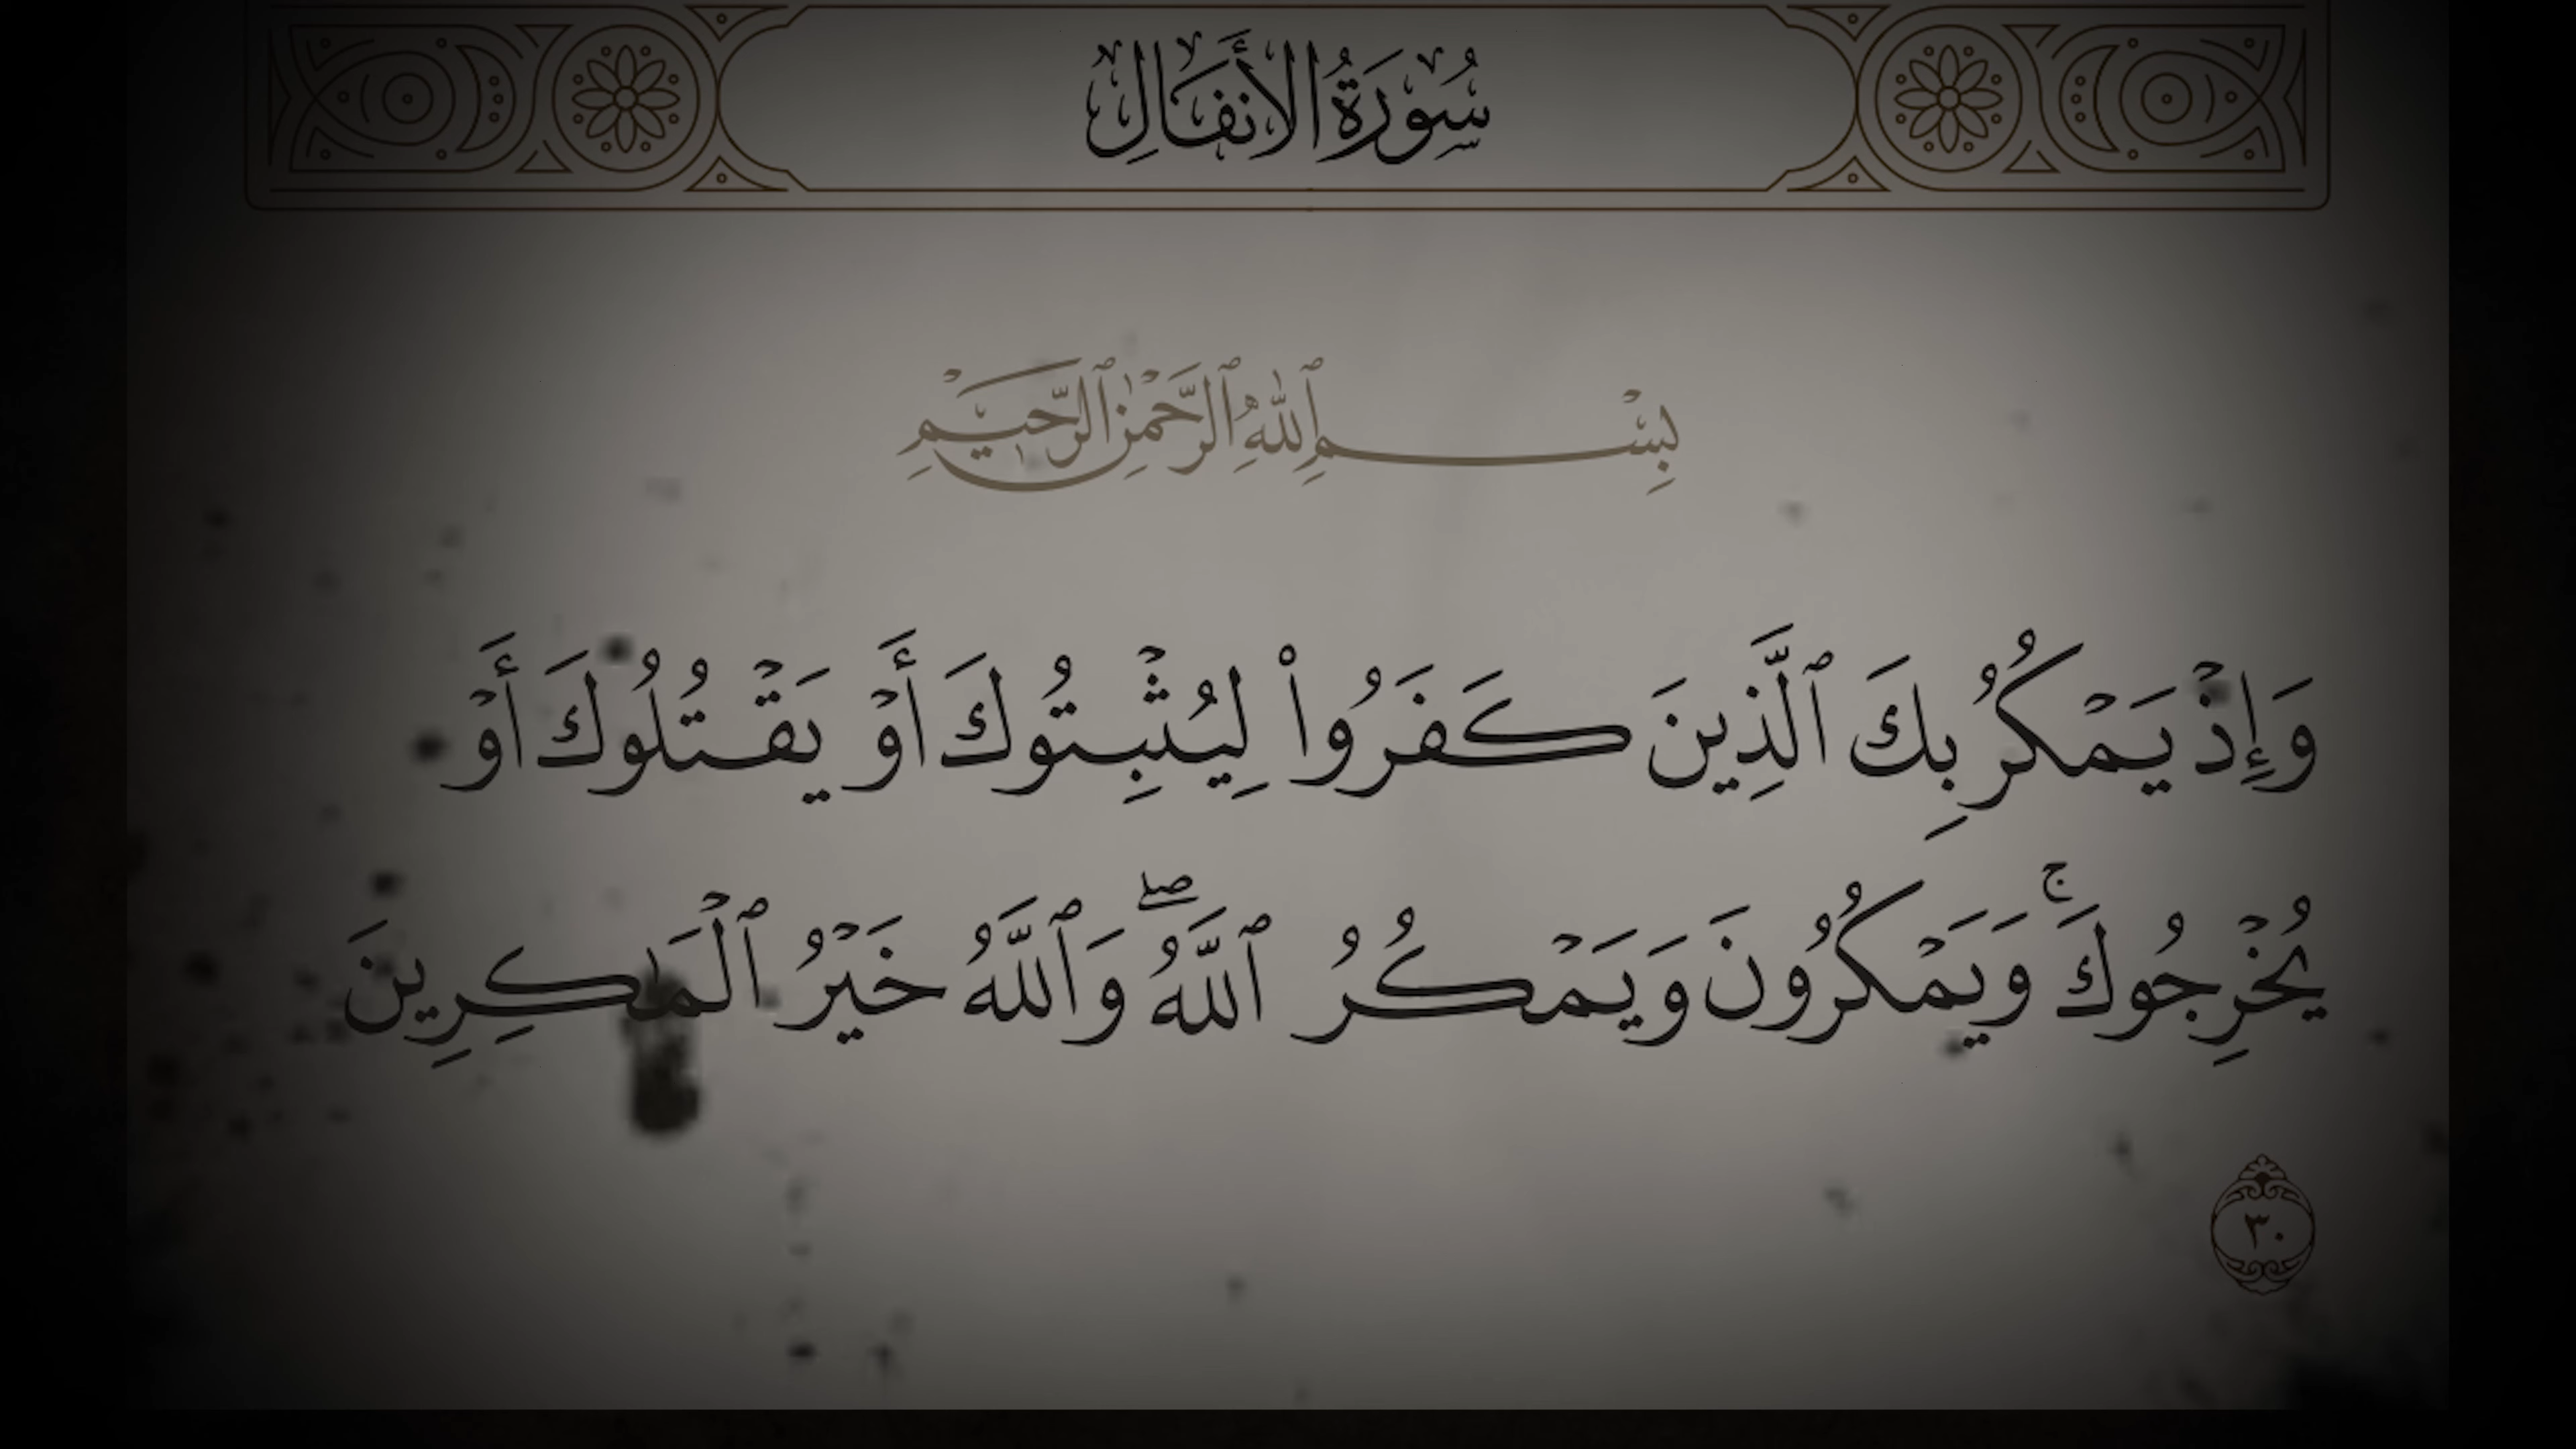 سُورَةُ الْأَنفَالِ
بِسْمِ ٱللَّهِ ٱلرَّحْمَٰنِ ٱلرَّحِيمِ
وَإِذْ يَمْكُرُ بِكَ ٱلَّذِينَ كَفَرُوا۟ لِيُثْبِتُوكَ أَوْ يَقْتُلُوكَ أَوْ
يُخْرِجُوكَ ۚ وَيَمْكُرُونَ وَيَمْكُرُ ٱللَّهُ ۖ وَٱللَّهُ خَيْرُ ٱلْمَٰكِرِينَ
٣٠